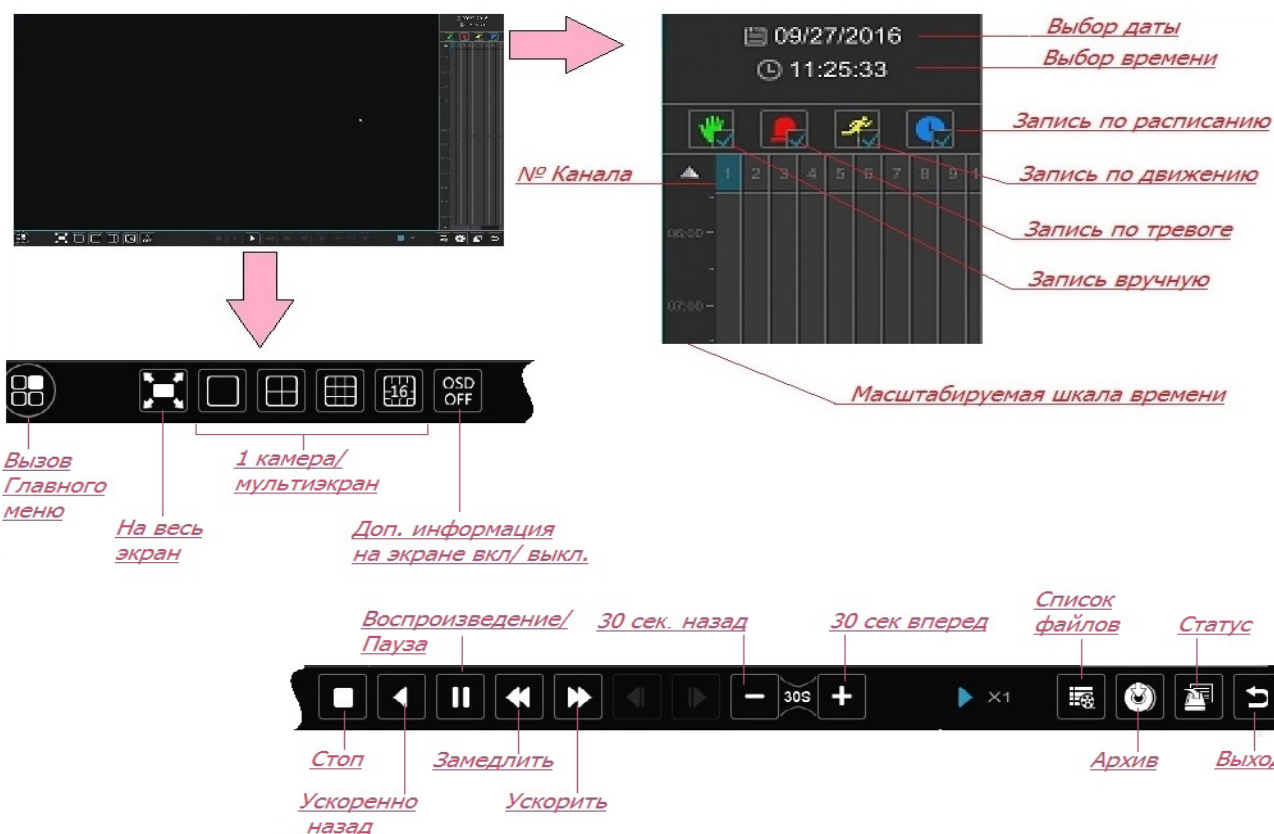 09/27/2016
11:25:33
Выбор даты
Выбор времени
Запись по расписанию
№ Канала
1 2 3 4 5 6 7 8 9
Запись по движению
06:00
Запись по тревоге
Запись вручную
07:00
Масштабируемая шкала времени
16
OSD
OFF
Вызов
Главного
меню
1 камера/
мультиэкран
На весь
экран
Доп. информация
на экране вкл/ выкл.
Воспроизведение/
Пауза
30 сек. назад
30 сек вперед
Список
файлов
Статус
30S
X1
Стоп
Замедлить
Архив
Выход
Ускоренно
назад
Ускорить